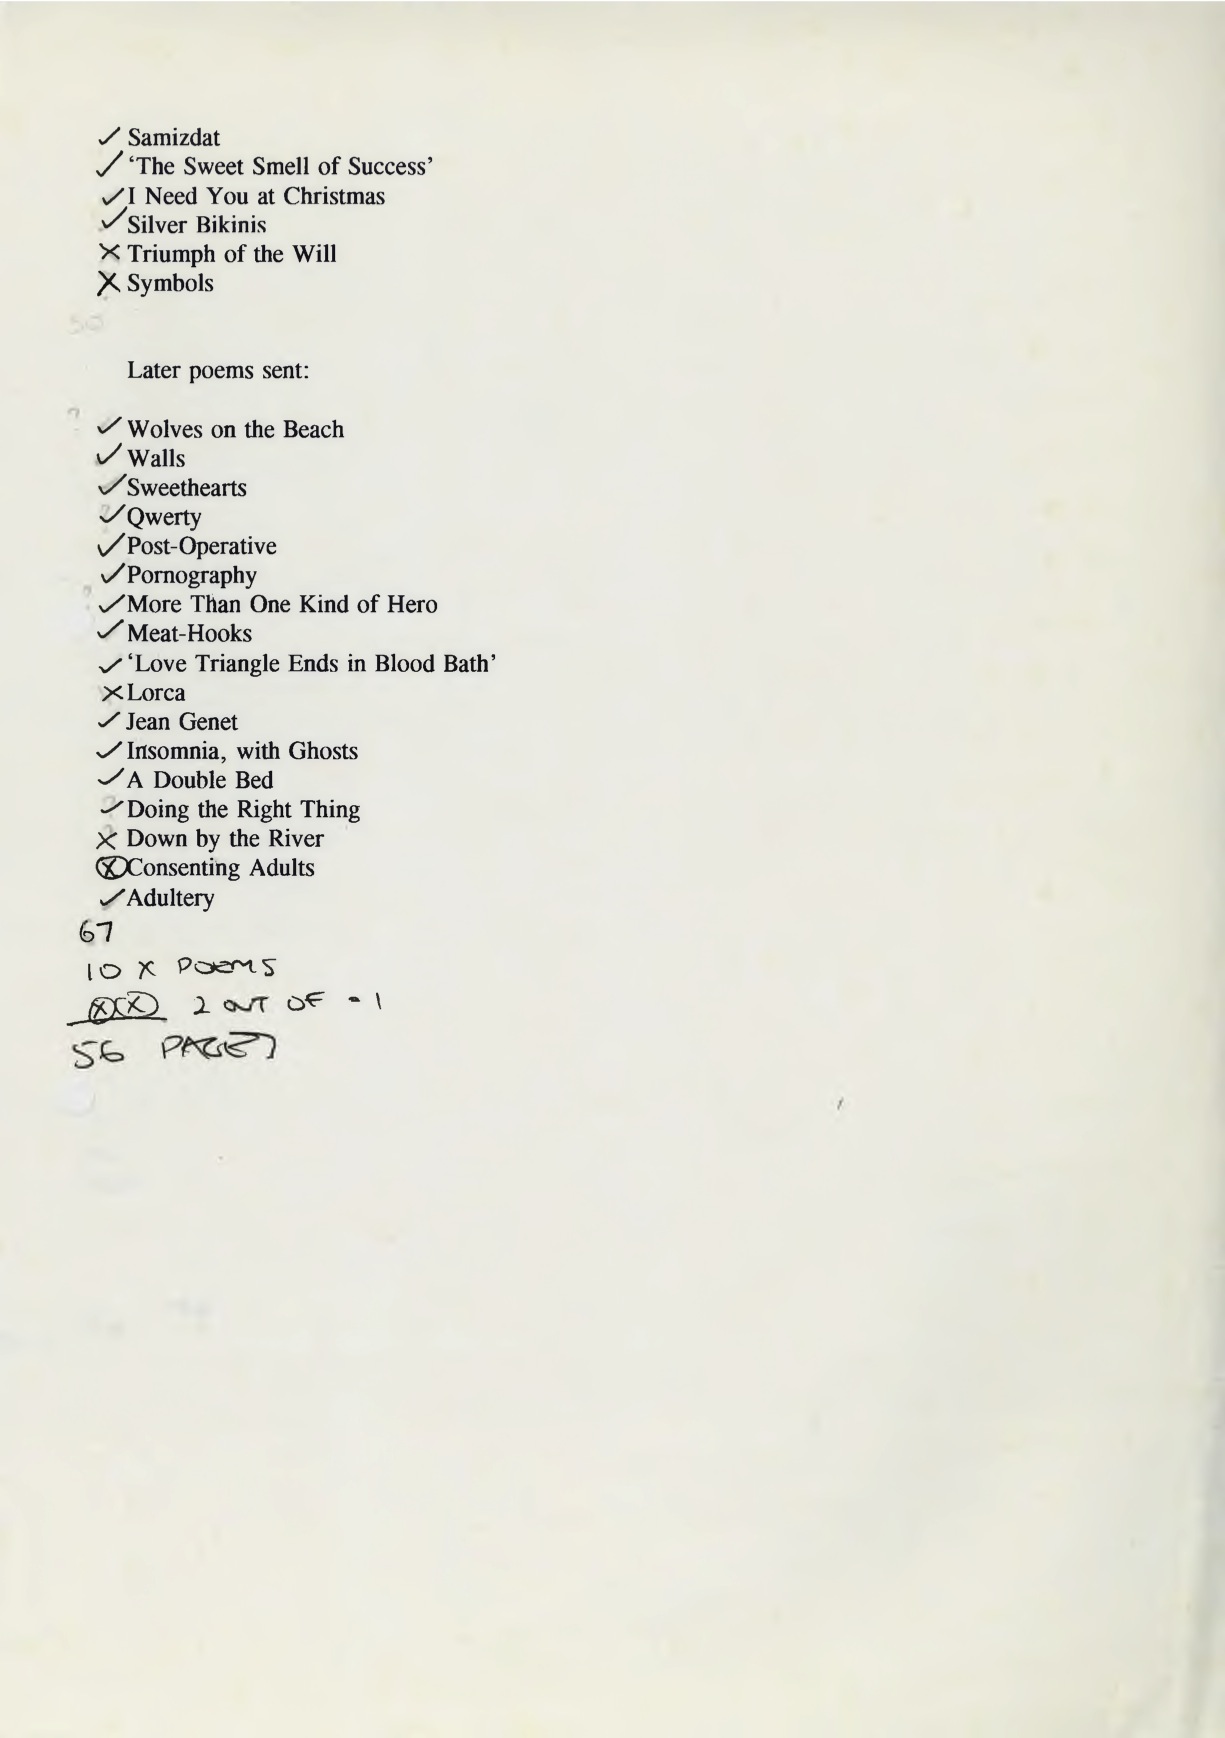 ✓ Samizdat
✓ ‘The Sweet Smell of Success’
✓ I Need You at Christmas
✓ Silver Bikinis
X Triumph of the Will
X Symbols
50
Later poems sent:
? ✓ Wolves on the Beach
✓ Walls
✓ Sweethearts
✓ Qwerty
✓ Post-Operative
✓ Pornography
? ✓ More Than One Kind of Hero
✓ Meat-Hooks
✓ ‘Love Triangle Ends in Blood Bath’
X Lorca
✓ Jean Genet
✓ Insomnia, with Ghosts
✓ A Double Bed
✓ Doing the Right Thing
X Down by the River
ⓧ Consenting Adults
✓ Adultery
67
10 X POEMS
ⓧⓧ 2 OUT OF - 1
56 PAGES